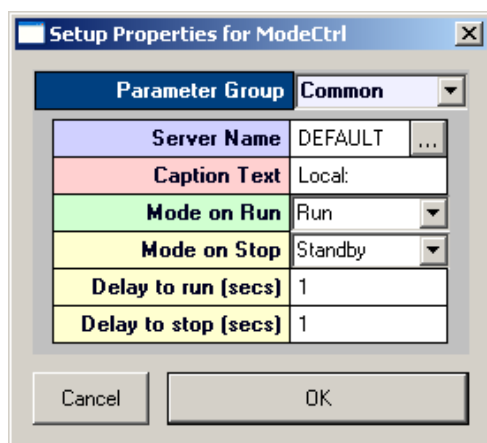 Setup Properties for ModeCtrl
Parameter Group Common
Server Name DEFAULT ...
Caption Text Local:
Mode on Run Run
Mode on Stop Standby
Delay to run (secs) 1
Delay to stop (secs) 1
Cancel OK